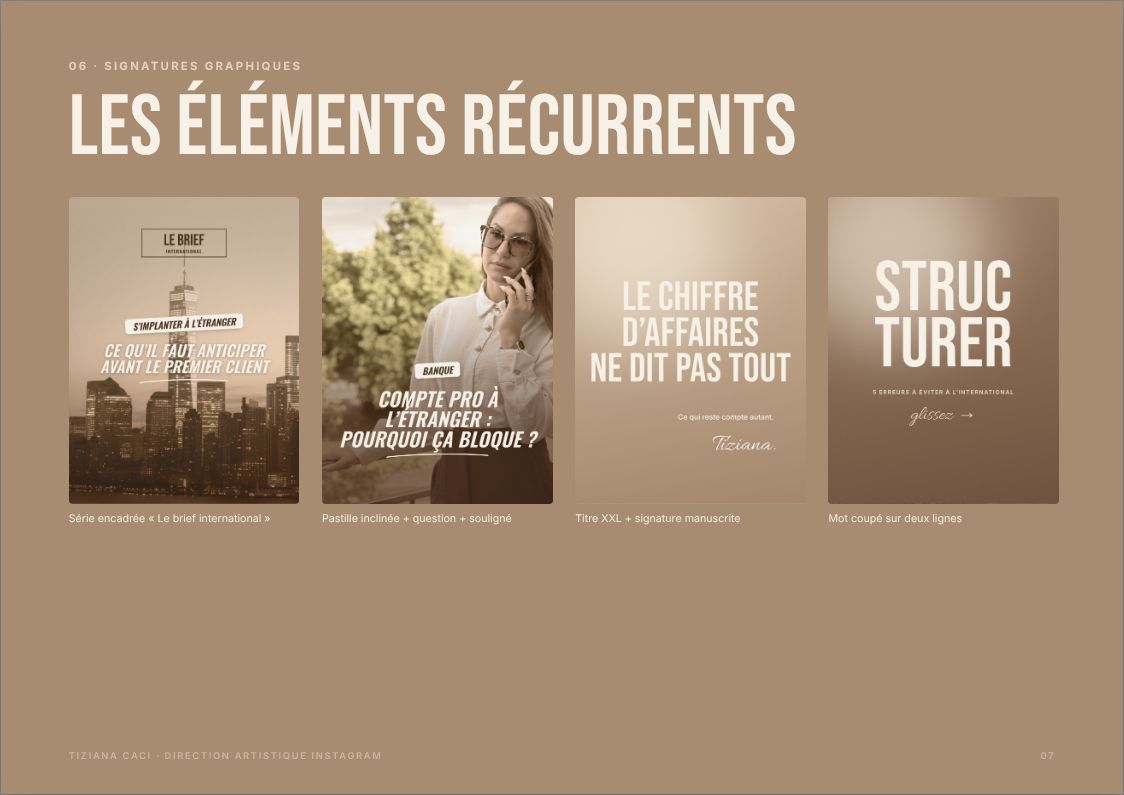 06 · SIGNATURES GRAPHIQUES
LES ÉLÉMENTS RÉCURRENTS
LE BRIEF
INTERNATIONAL
S'IMPLANTER À L'ÉTRANGER
CE QU'IL FAUT ANTICIPER
AVANT LE PREMIER CLIENT
Série encadrée « Le brief international »
BANQUE
COMPTE PRO À
L'ÉTRANGER :
POURQUOI ÇA BLOQUE ?
Pastille inclinée + question + souligné
LE CHIFFRE
D'AFFAIRES
NE DIT PAS TOUT
Ce qui reste compte autant.
Tiziana.
Titre XXL + signature manuscrite
STRUC
TURER
5 ERREURS À ÉVITER À L'INTERNATIONAL
glissez →
Mot coupé sur deux lignes
TIZIANA CACI · DIRECTION ARTISTIQUE INSTAGRAM
07